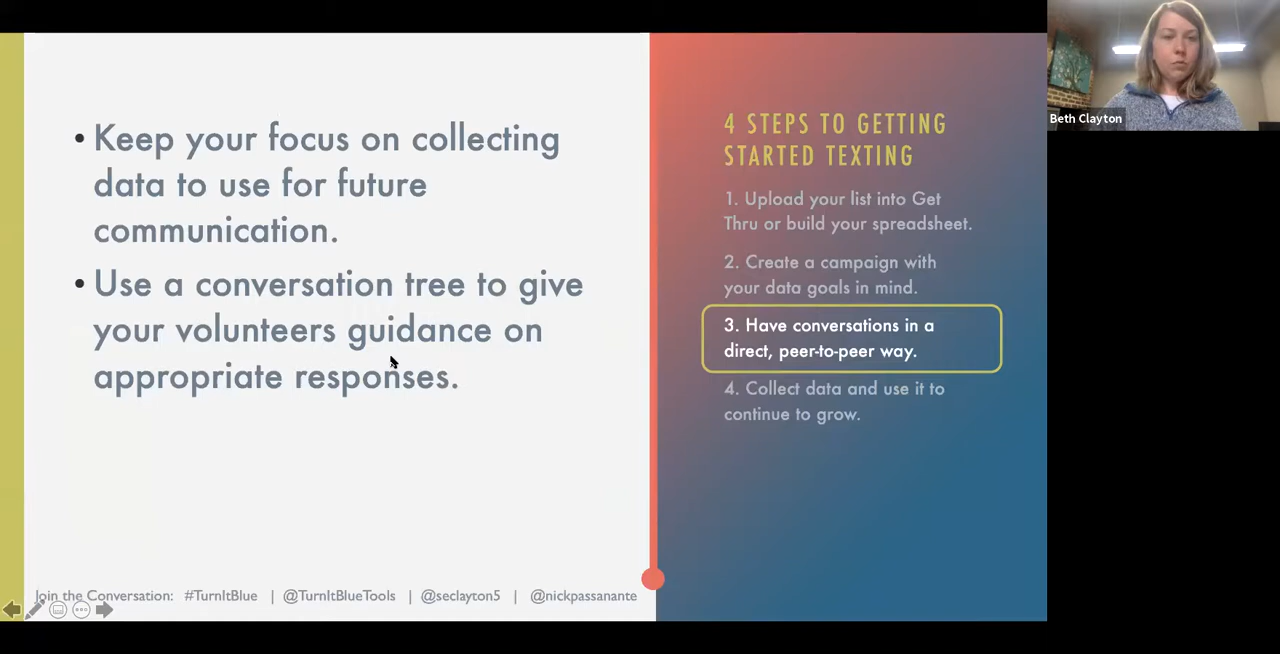 • Keep your focus on collecting
data to use for future
communication.
• Use a conversation tree to give
your volunteers guidance on
appropriate responses.
4 STEPS TO GETTING
STARTED TEXTING
1. Upload your list into Get
Thru or build your spreadsheet.
2. Create a campaign with
your data goals in mind.
3. Have conversations in a
direct, peer-to-peer way.
4. Collect data and use it to
continue to grow.
Join the Conversation: #TurnItBlue | @TurnItBlueTools | @seclayton5 | @nickpassanante
Beth Clayton